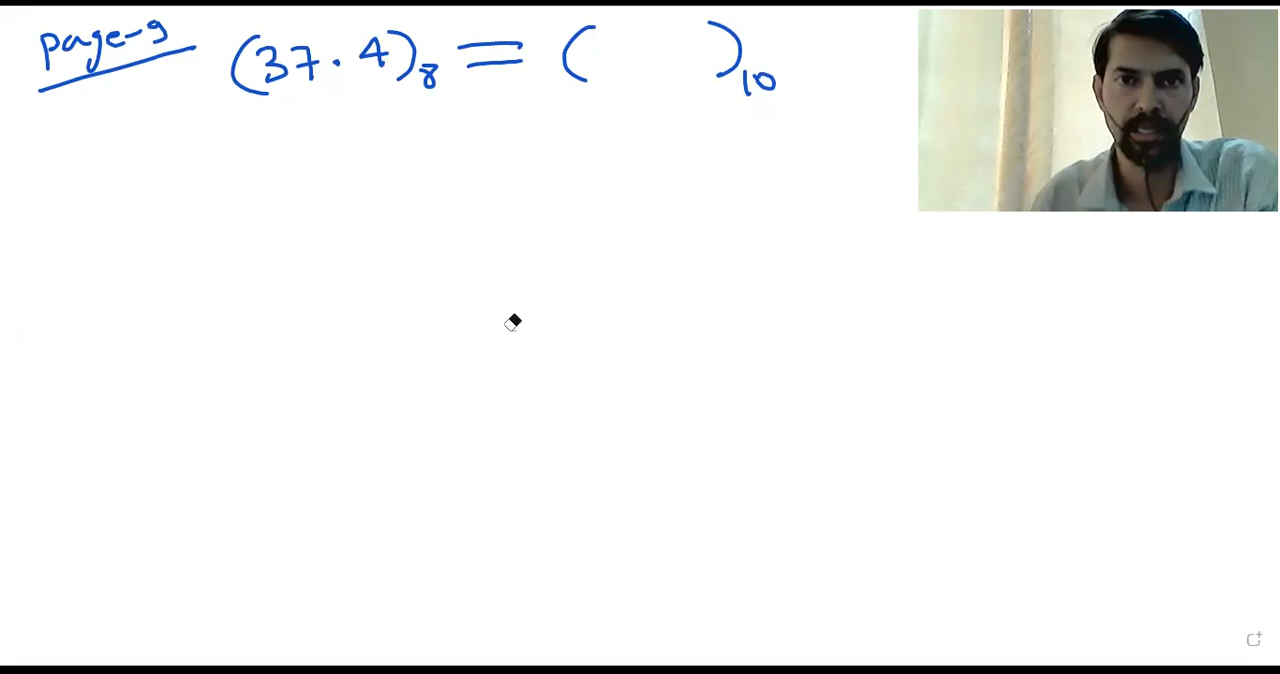 page-9 (37.4)₈ = (    )₁₀